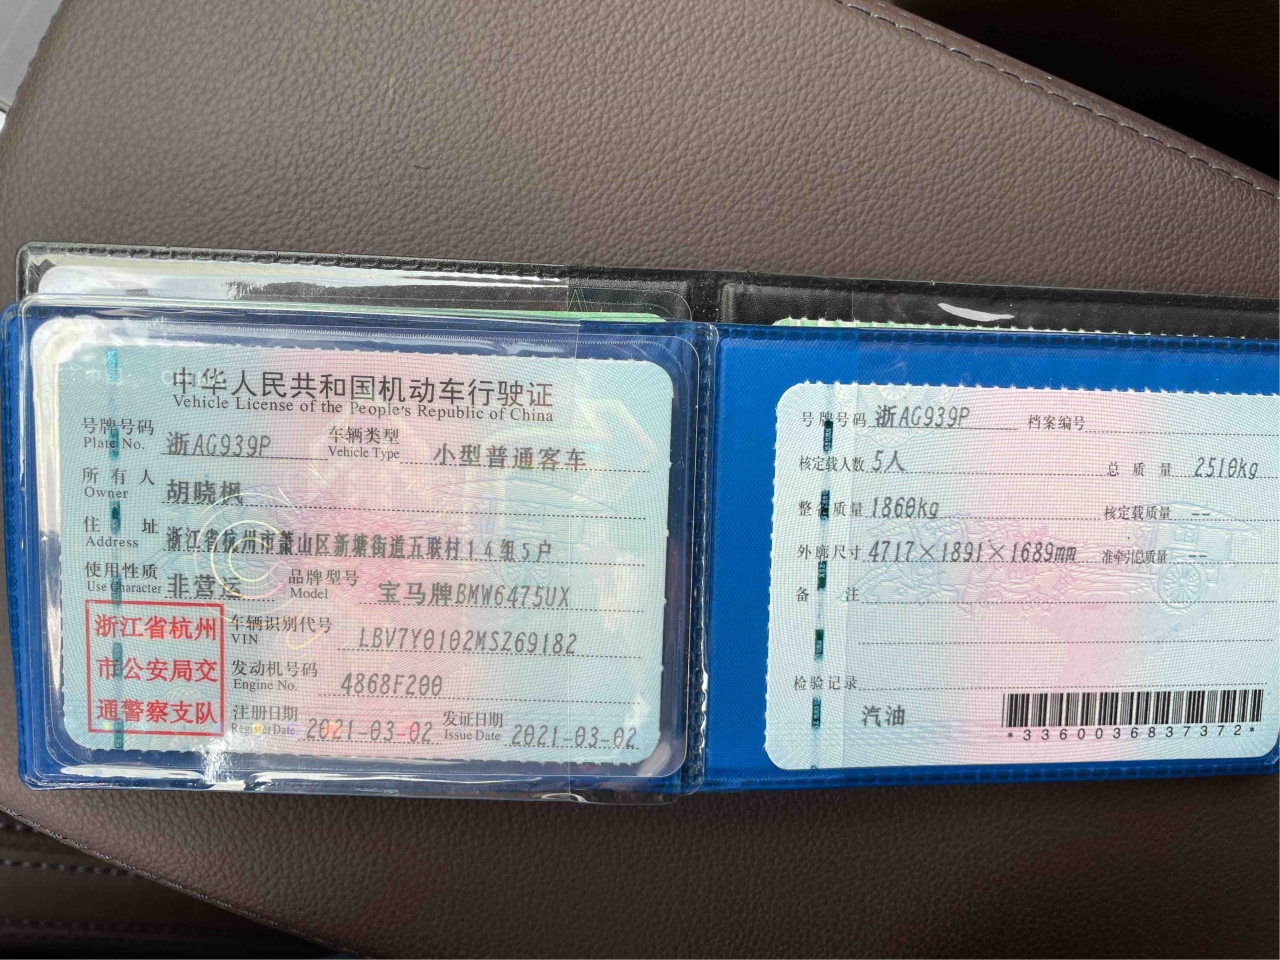 中华人民共和国机动车行驶证
Vehicle License of the People's Republic of China
号牌号码 浙AG939P 车辆类型 小型普通客车
Plate No. Vehicle Type
所有人 胡晓枫
Owner
住址 浙江省杭州市萧山区新塘街道五联村14组5户
Address
使用性质 非营运 品牌型号 宝马牌BMW6475UX
Use Character Model
浙江省杭州市公安局交通警察支队
车辆识别代号 LBV7Y0102MSZ69182
VIN
发动机号码 4868F200
Engine No.
注册日期 2021-03-02 发证日期 2021-03-02
Register Date Issue Date
号牌号码 浙AG939P 档案编号
核定载人数 5人 总质量 2510kg
整备质量 1860kg 核定载质量 --
外廓尺寸 4717×1891×1689mm 准牵引总质量 --
备注
检验记录
汽油
*3360036837372*